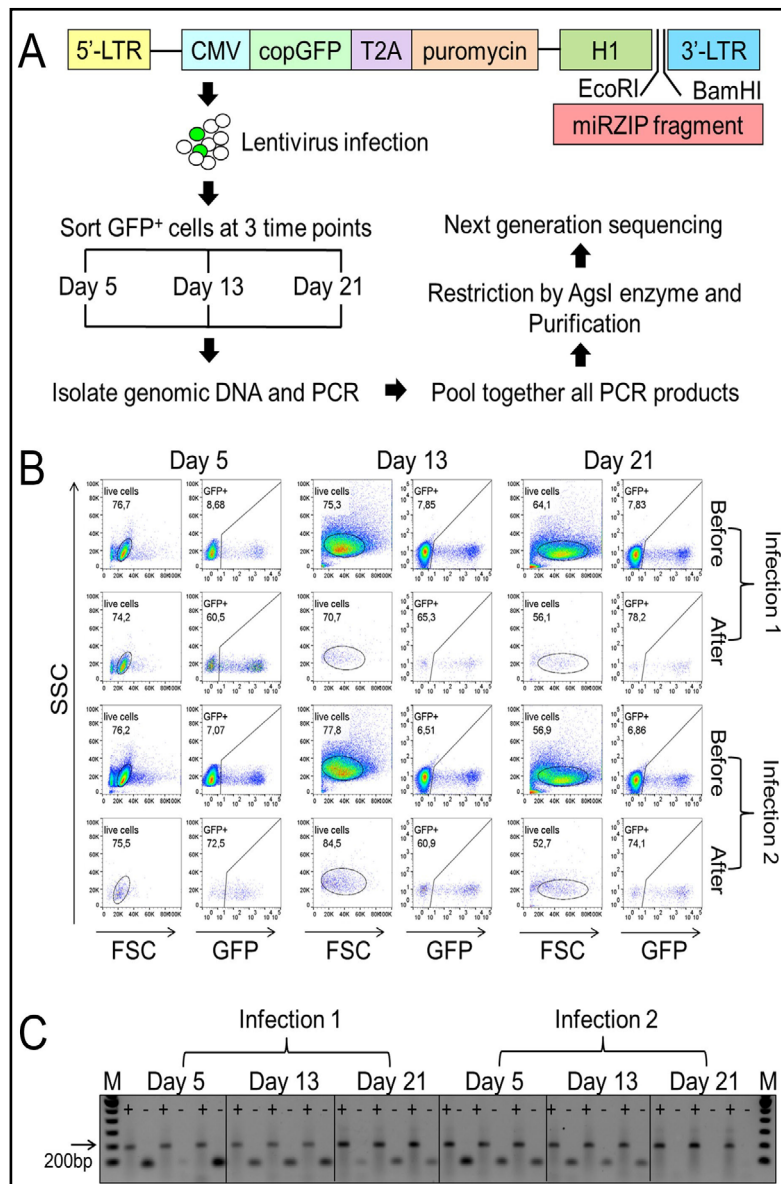 A
5'-LTR CMV copGFP T2A puromycin H1 3'-LTR
EcoRI BamHI
miRZIP fragment
Lentivirus infection
Sort GFP+ cells at 3 time points
Day 5 Day 13 Day 21
Isolate genomic DNA and PCR
Pool together all PCR products
Restriction by AgsI enzyme and
Purification
Next generation sequencing
B
Day 5 Day 13 Day 21
live cells 76,7 GFP+ 8,68 live cells 75,3 GFP+ 7,85 live cells 64,1 GFP+ 7,83
Before
live cells 74,2 GFP+ 60,5 live cells 70,7 GFP+ 65,3 live cells 56,1 GFP+ 78,2
After
Infection 1
live cells 76,2 GFP+ 7,07 live cells 77,8 GFP+ 6,51 live cells 56,9 GFP+ 6,86
Before
live cells 75,5 GFP+ 72,5 live cells 84,5 GFP+ 60,9 live cells 52,7 GFP+ 74,1
After
Infection 2
SSC
FSC GFP FSC GFP FSC GFP
C
Infection 1 Infection 2
M Day 5 Day 13 Day 21 Day 5 Day 13 Day 21 M
+ - + - + - + - + - + - + - + - + - + - + - + - + - + - + - + - + - + -
200bp